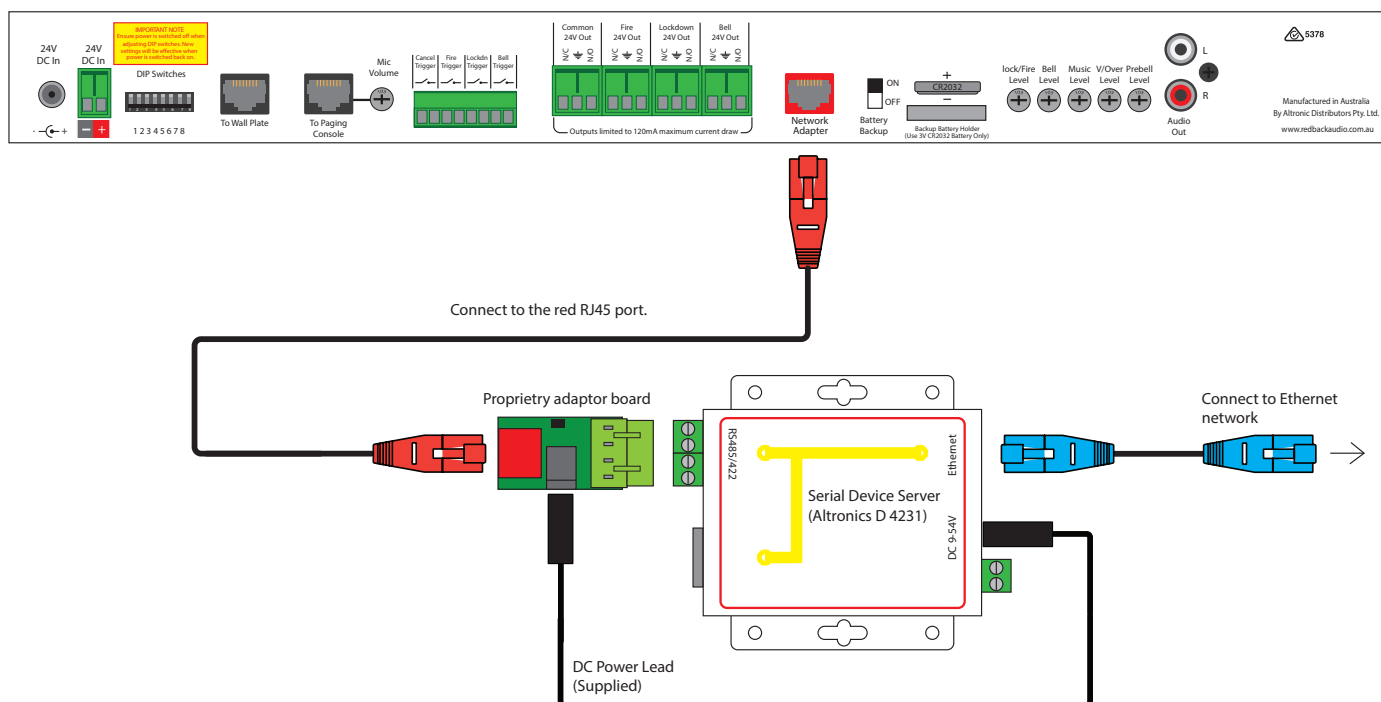 IMPORTANT NOTE
Ensure power is switched off when
adjusting DIP switches. New
settings will be effective when
power is switched back on.
24V
DC In
24V
DC In
DIP Switches
1 2 3 4 5 6 7 8
- +
- +
To Wall Plate
To Paging
Console
Mic
Volume
Cancel
Trigger
Fire
Trigger
Lockdn
Trigger
Bell
Trigger
Common
24V Out
Fire
24V Out
Lockdown
24V Out
Bell
24V Out
N/C N/O
N/C N/O
N/C N/O
N/C N/O
Outputs limited to 120mA maximum current draw
Network
Adapter
ON
OFF
Battery
Backup
+
CR2032
−
Backup Battery Holder
(Use 3V CR2032 Battery Only)
lock/Fire
Level
Bell
Level
Music
Level
V/Over
Level
Prebell
Level
L
R
Audio
Out
5378
Manufactured in Australia
By Altronic Distributors Pty. Ltd.
www.redbackaudio.com.au
Connect to the red RJ45 port.
Proprietry adaptor board
RS485/422
Serial Device Server
(Altronics D 4231)
Ethernet
DC 9-54V
Connect to Ethernet
network
DC Power Lead
(Supplied)